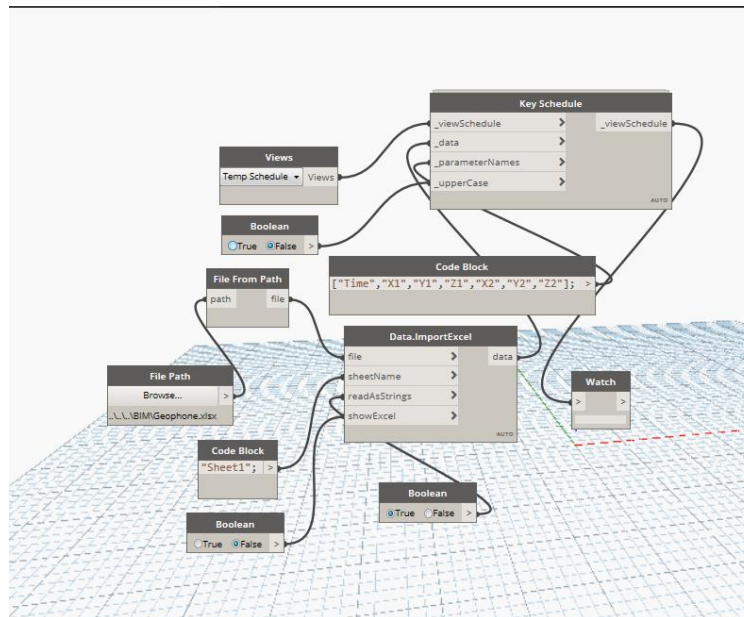 Key Schedule
_viewSchedule > _viewSchedule
_data >
_parameterNames >
_upperCase >
AUTO
Views
Temp Schedule Views
Boolean
True False >
Code Block
["Time","X1","Y1","Z1","X2","Y2","Z2"]; >
File From Path
path file
Data.ImportExcel
file > data
sheetName >
readAsStrings >
showExcel >
AUTO
File Path
Browse... >
..\..\..\BIM\Geophone.xlsx
Watch
> >
Code Block
"Sheet1"; >
Boolean
True False >
Boolean
True False >